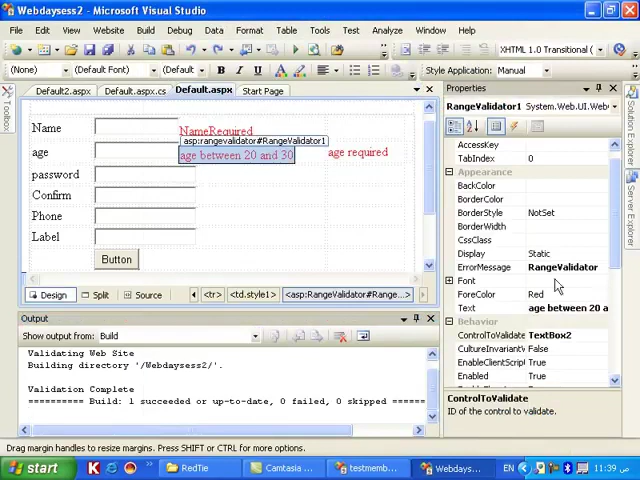 Webdaysess2 - Microsoft Visual Studio
File Edit View Website Build Debug Data Format Table Tools Test Analyze Window Help
XHTML 1.0 Transitional (
(None) (Default Font) (Default B I U A Style Application: Manual
Default2.aspx Default.aspx.cs Default.aspx Start Page
Name NameRequired
asp:rangevalidator#RangeValidator1
age age between 20 and 30 age required
password
Confirm
Phone
Label
Button
Design Split Source <tr> <td.style1> <asp:RangeValidator#Range...>
Output
Show output from: Build
Validating Web Site
Building directory '/Webdaysess2/'.
Validation Complete
========== Build: 1 succeeded or up-to-date, 0 failed, 0 skipped
Properties
RangeValidator1 System.Web.UI.Web
AccessKey
TabIndex 0
Appearance
BackColor
BorderColor
BorderStyle NotSet
BorderWidth
CssClass
Display Static
ErrorMessage RangeValidator
Font
ForeColor Red
Text age between 20 a
Behavior
ControlToValidate TextBox2
CultureInvariantV False
EnableClientScrip True
Enabled True
ControlToValidate
ID of the control to validate.
Toolbox
Solution Explorer
Server Explorer
Drag margin handles to resize margins. Press SHIFT or CTRL for more options.
start K RedTie Camtasia ... testmemb... Webdays... EN 11:39 ص